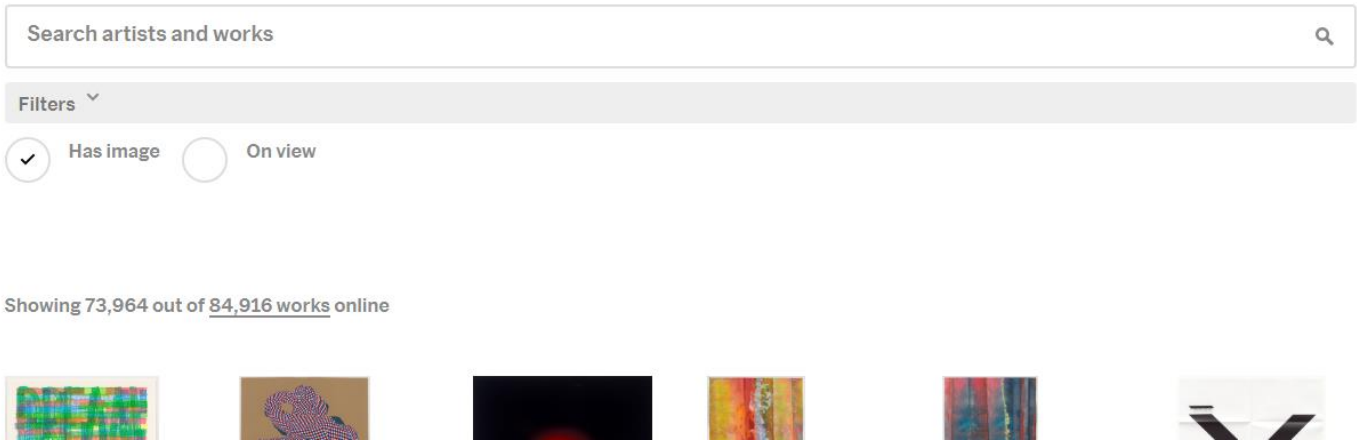 Search artists and works
Filters
Has image On view
Showing 73,964 out of 84,916 works online